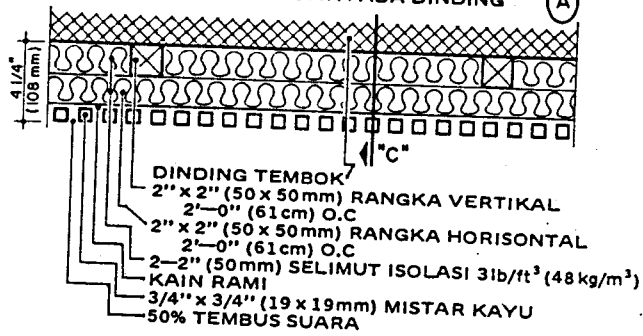 ADA DINDING
A
4 1/4"
(108 mm)
"C"
DINDING TEMBOK
2" x 2" (50 x 50mm) RANGKA VERTIKAL
2'—0" (61cm) O.C
2" x 2" (50 x 50mm) RANGKA HORISONTAL
2'—0" (61cm) O.C
2—2" (50mm) SELIMUT ISOLASI 3lb/ft³ (48kg/m³)
KAIN RAMI
3/4" x 3/4" (19 x 19mm) MISTAR KAYU
50% TEMBUS SUARA